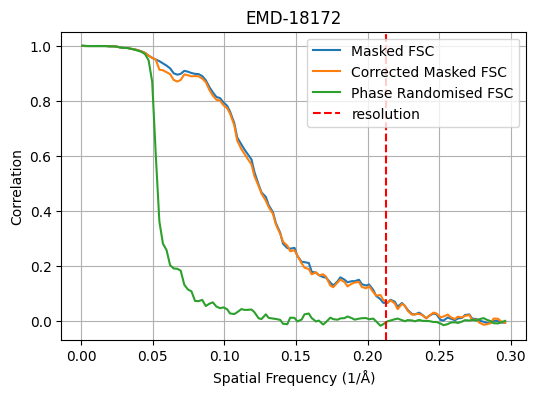 EMD-18172
1.0
0.8
0.6
0.4
0.2
0.0
Correlation
Masked FSC
Corrected Masked FSC
Phase Randomised FSC
resolution
0.00 0.05 0.10 0.15 0.20 0.25 0.30
Spatial Frequency (1/Å)